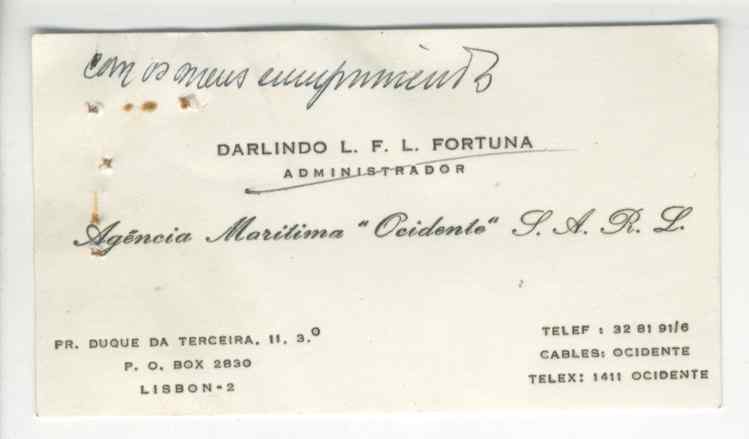 com os meus cumprimentos
DARLINDO L. F. L. FORTUNA
ADMINISTRADOR
Agência Maritima "Ocidente" S. A. R. L.
PR. DUQUE DA TERCEIRA, 11, 3.º
P. O. BOX 2830
LISBON-2
TELEF : 32 81 91/6
CABLES: OCIDENTE
TELEX: 1411 OCIDENTE